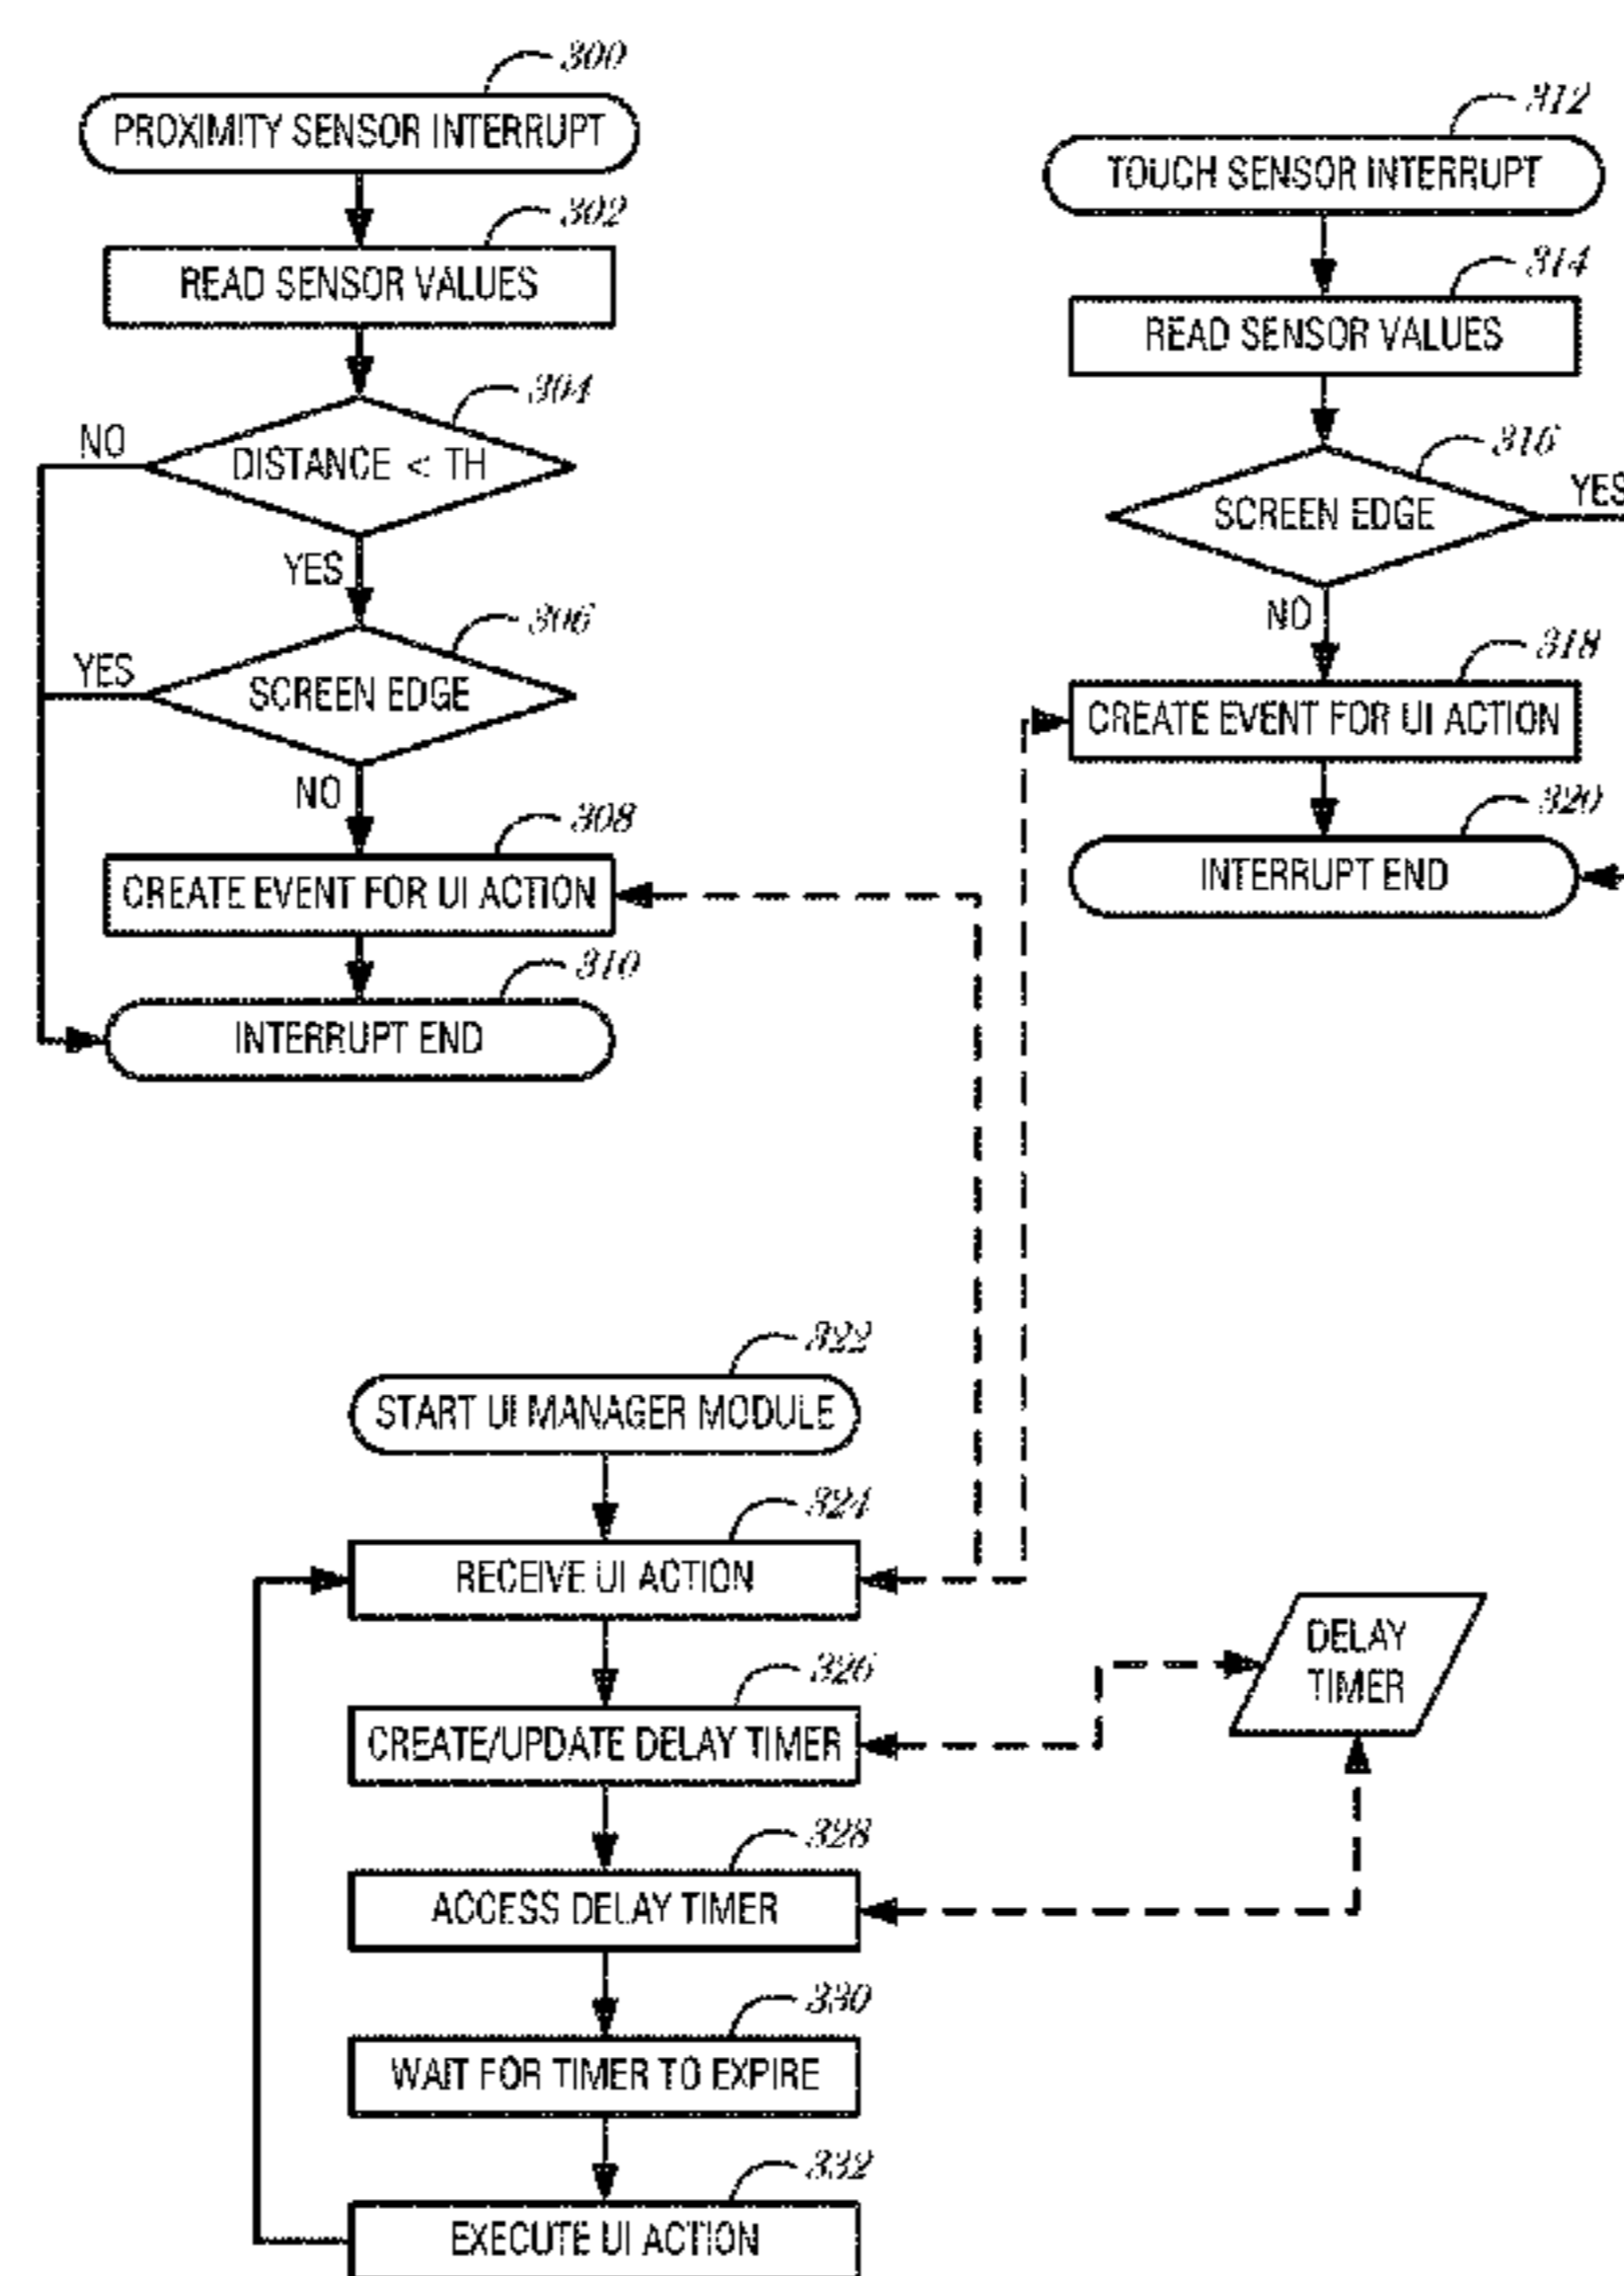 300
PROXIMITY SENSOR INTERRUPT
302
READ SENSOR VALUES
304
NO
DISTANCE < TH
YES
306
YES
SCREEN EDGE
NO
308
CREATE EVENT FOR UI ACTION
310
INTERRUPT END
312
TOUCH SENSOR INTERRUPT
314
READ SENSOR VALUES
316
YES
SCREEN EDGE
NO
318
CREATE EVENT FOR UI ACTION
320
INTERRUPT END
322
START UI MANAGER MODULE
324
RECEIVE UI ACTION
326
CREATE/UPDATE DELAY TIMER
DELAY
TIMER
328
ACCESS DELAY TIMER
330
WAIT FOR TIMER TO EXPIRE
332
EXECUTE UI ACTION